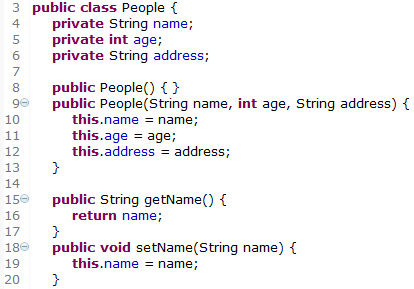 3 public class People {
4 private String name;
5 private int age;
6 private String address;
7
8 public People() { }
9 public People(String name, int age, String address) {
10 this.name = name;
11 this.age = age;
12 this.address = address;
13 }
14
15 public String getName() {
16 return name;
17 }
18 public void setName(String name) {
19 this.name = name;
20 }